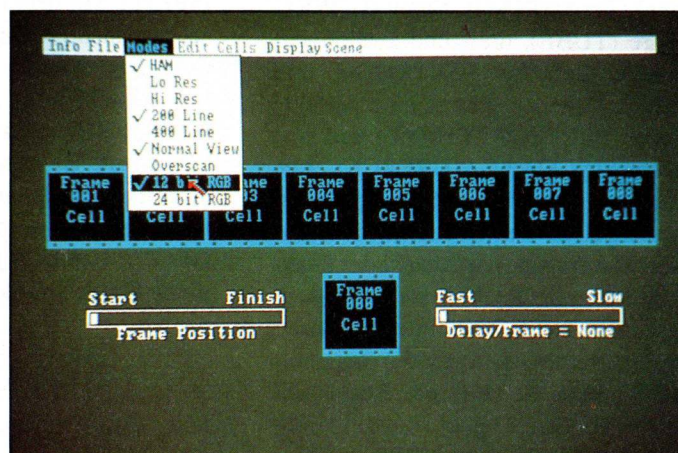 Info File Modes Edit Cells Display Scene
✓ HAM
Lo Res
Hi Res
✓ 200 Line
400 Line
✓ Normal View
Overscan
✓ 12 bit RGB
24 bit RGB
Frame
001
Cell
Cell
03
Cell
Frame
004
Cell
Frame
005
Cell
Frame
006
Cell
Frame
007
Cell
Frame
008
Cell
Start Finish
Frame Position
Frame
000
Cell
Fast Slow
Delay/Frame = None